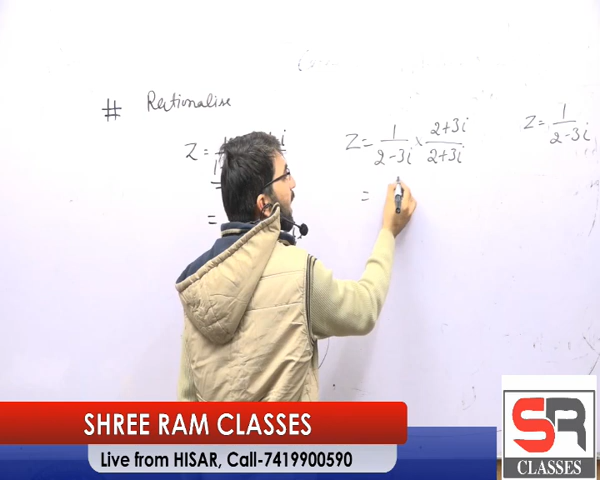 # Rationalise
Z =
=
=
Z = 1/(2-3i) \ (2+3i)/(2+3i)
=
Z = 1/(2-3i)
SHREE RAM CLASSES
Live from HISAR, Call-7419900590
SR
CLASSES